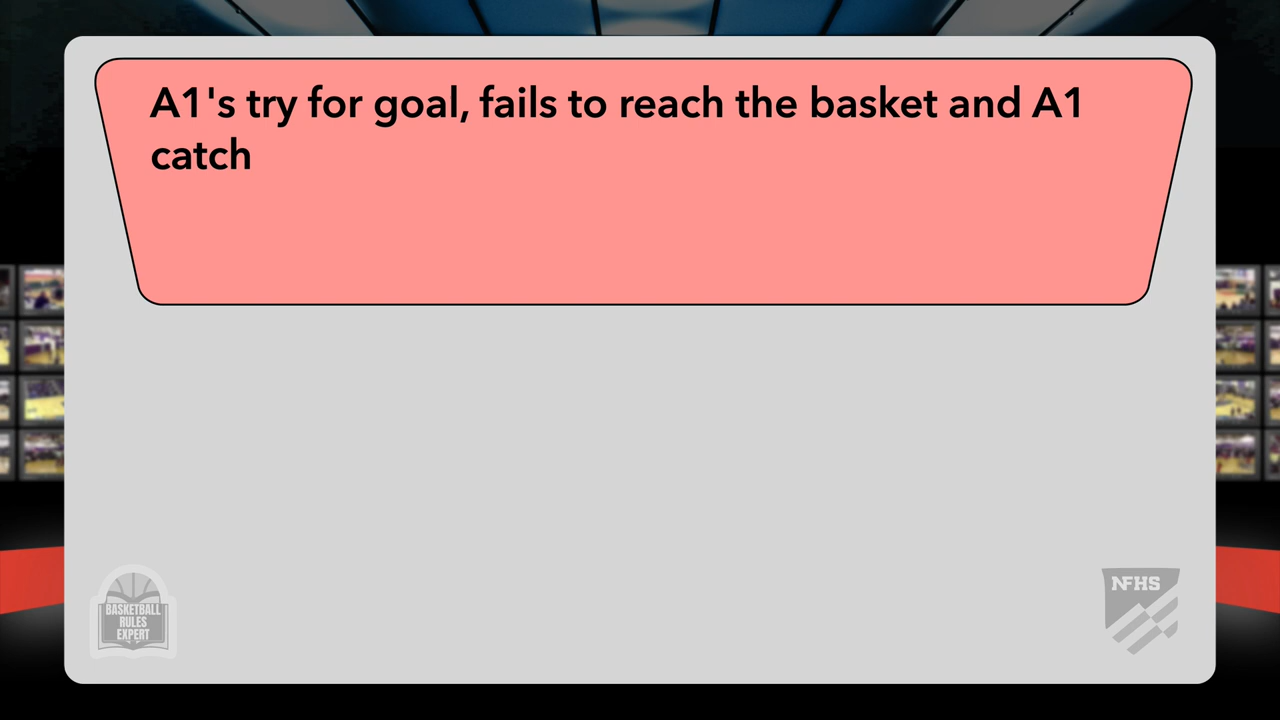 A1's try for goal, fails to reach the basket and A1
catch
BASKETBALL
RULES
EXPERT
NFHS